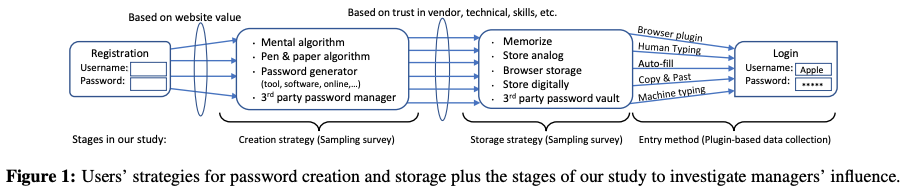 Based on website value
Based on trust in vendor, technical, skills, etc.
Registration
Username:
Password:
· Mental algorithm
· Pen & paper algorithm
· Password generator
(tool, software, online,...)
· 3rd party password manager
· Memorize
· Store analog
· Browser storage
· Store digitally
· 3rd party password vault
Browser plugin
Human Typing
Auto-fill
Copy & Past
Machine typing
Login
Username: Apple
Password: *****
Stages in our study:
Creation strategy (Sampling survey)
Storage strategy (Sampling survey)
Entry method (Plugin-based data collection)
Figure 1: Users' strategies for password creation and storage plus the stages of our study to investigate managers' influence.